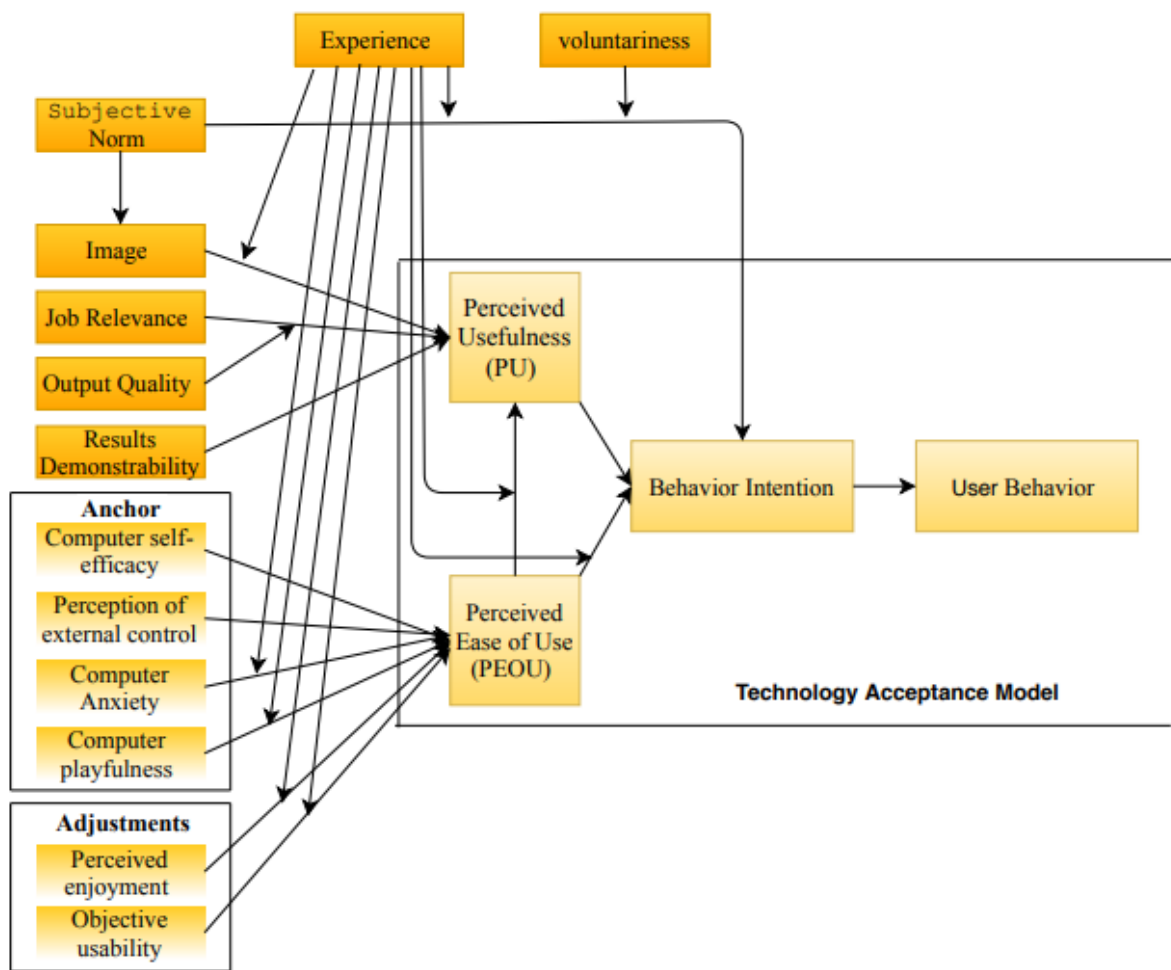 Experience
voluntariness
Subjective
Norm
Image
Job Relevance
Output Quality
Results
Demonstrability
Anchor
Computer self-
efficacy
Perception of
external control
Computer
Anxiety
Computer
playfulness
Adjustments
Perceived
enjoyment
Objective
usability
Perceived
Usefulness
(PU)
Behavior Intention
User Behavior
Perceived
Ease of Use
(PEOU)
Technology Acceptance Model